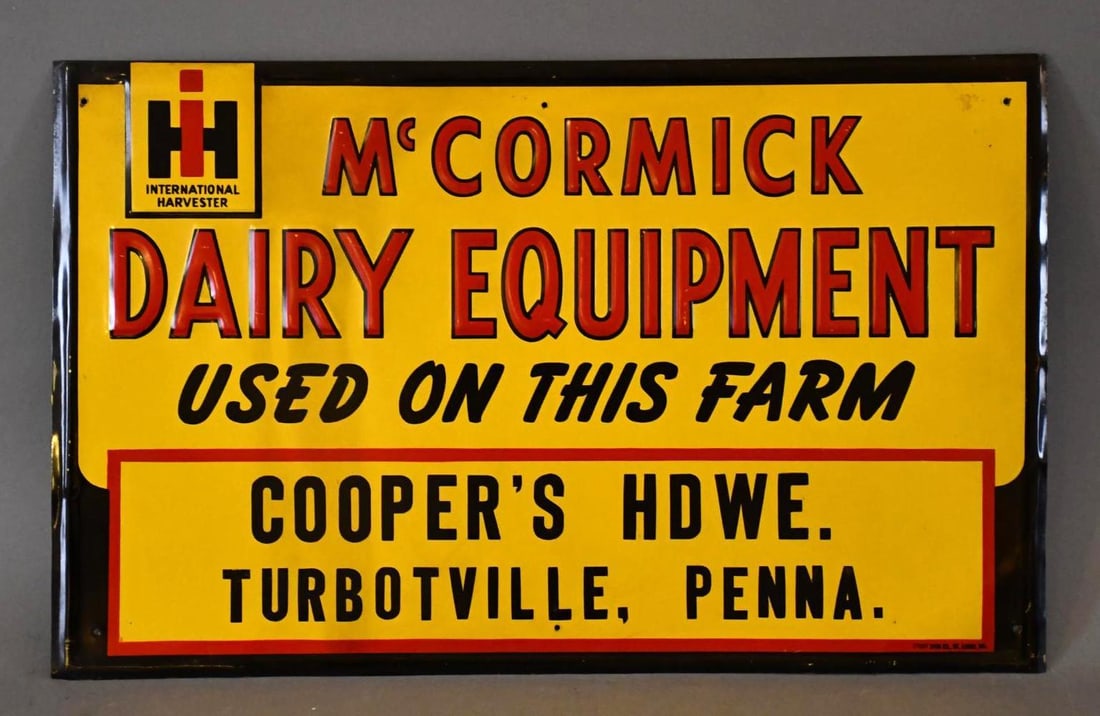 IH
INTERNATIONAL
HARVESTER
McCORMICK
DAIRY EQUIPMENT
USED ON THIS FARM
COOPER'S HDWE.
TURBOTVILLE, PENNA.